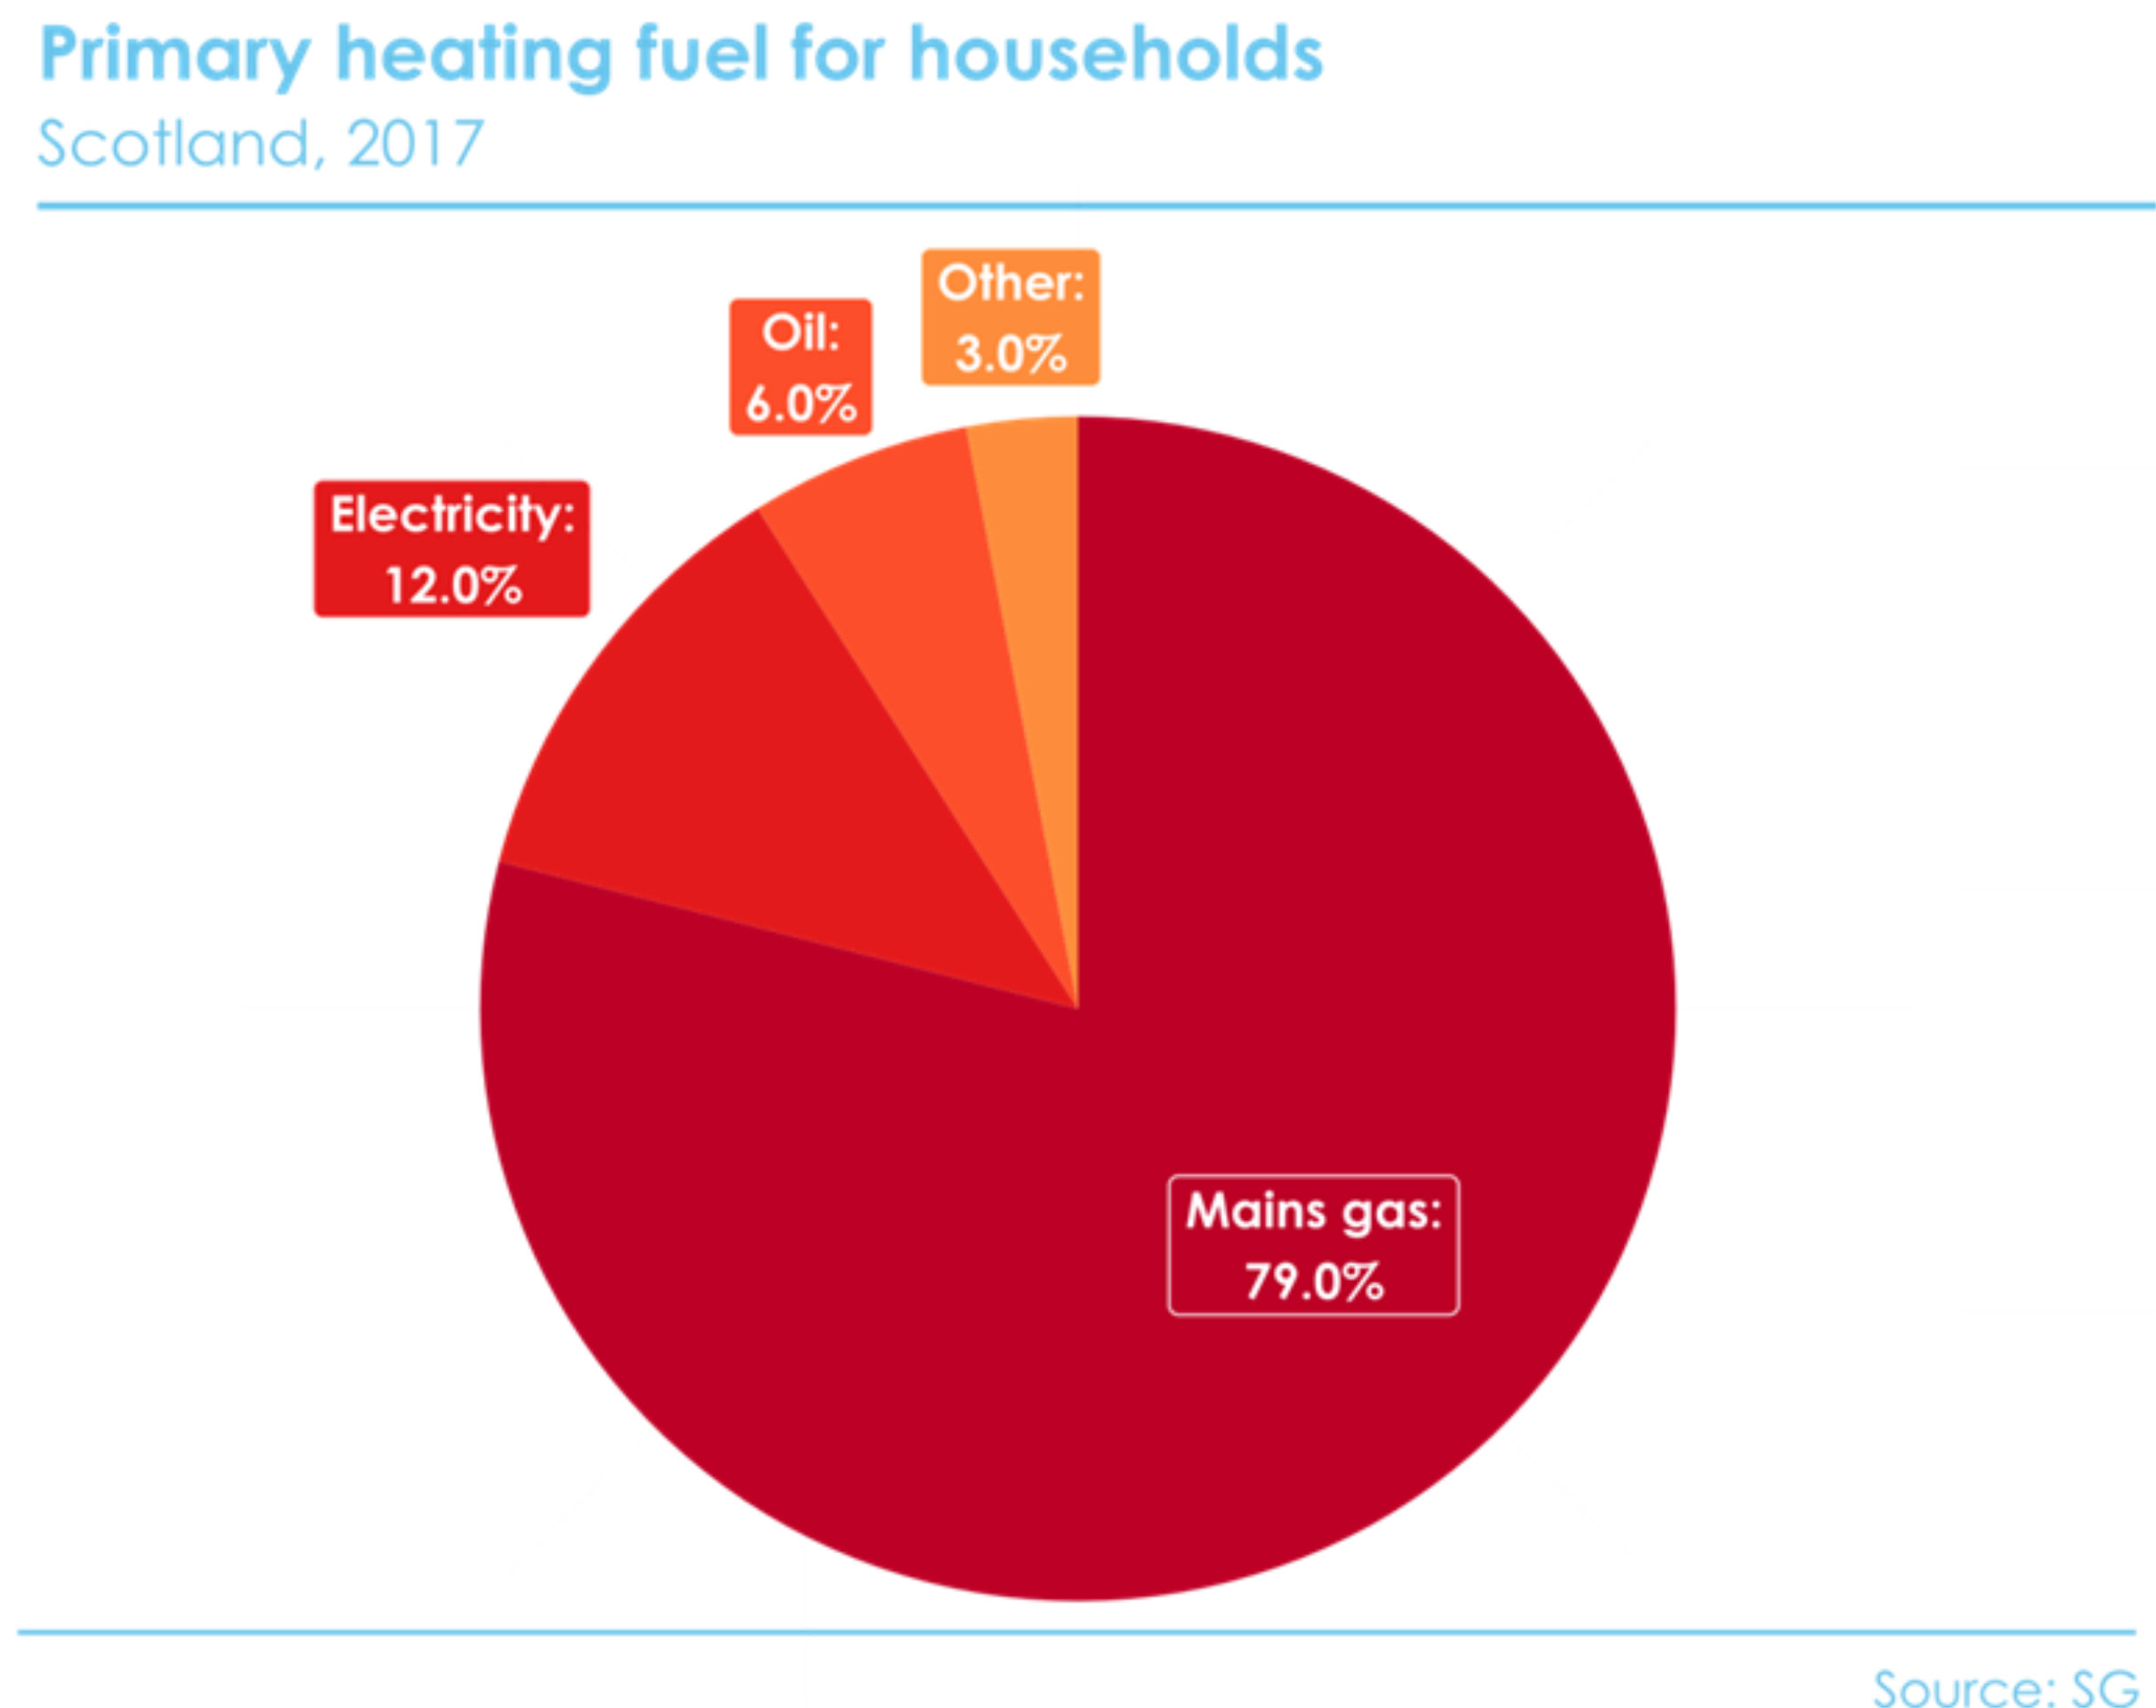 Primary heating fuel for households
Scotland, 2017
Other:
3.0%
Oil:
6.0%
Electricity:
12.0%
Mains gas:
79.0%
Source: SG